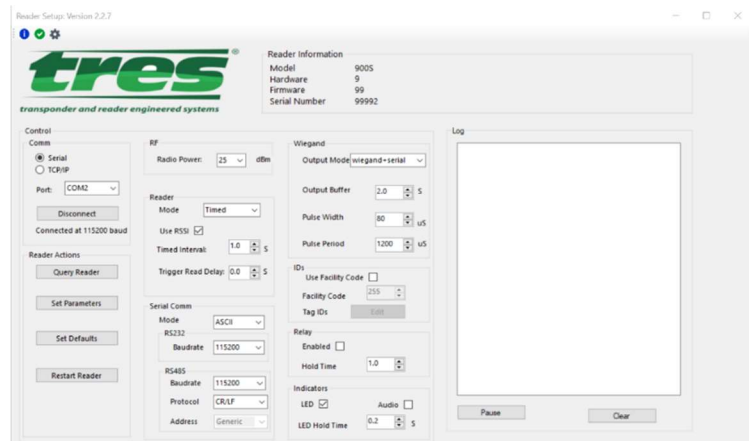 Reader Setup: Version 2.2.7
tres®
transponder and reader engineered systems
Reader Information
Model 900S
Hardware 9
Firmware 99
Serial Number 99992
Control
Comm
Serial
TCP/IP
Port: COM2
Disconnect
Connected at 115200 baud
Reader Actions
Query Reader
Set Parameters
Set Defaults
Restart Reader
RF
Radio Power: 25 dBm
Reader
Mode Timed
Use RSSI
Timed Interval: 1.0 S
Trigger Read Delay: 0.0 S
Serial Comm
Mode ASCII
RS232
Baudrate 115200
RS485
Baudrate 115200
Protocol CR/LF
Address Generic
Wiegand
Output Mode wiegand+serial
Output Buffer 2.0 S
Pulse Width 80 uS
Pulse Period 1200 uS
IDs
Use Facility Code
Facility Code 255
Tag IDs Edit
Relay
Enabled
Hold Time 1.0
Indicators
LED Audio
LED Hold Time 0.2 S
Log
Pause Clear